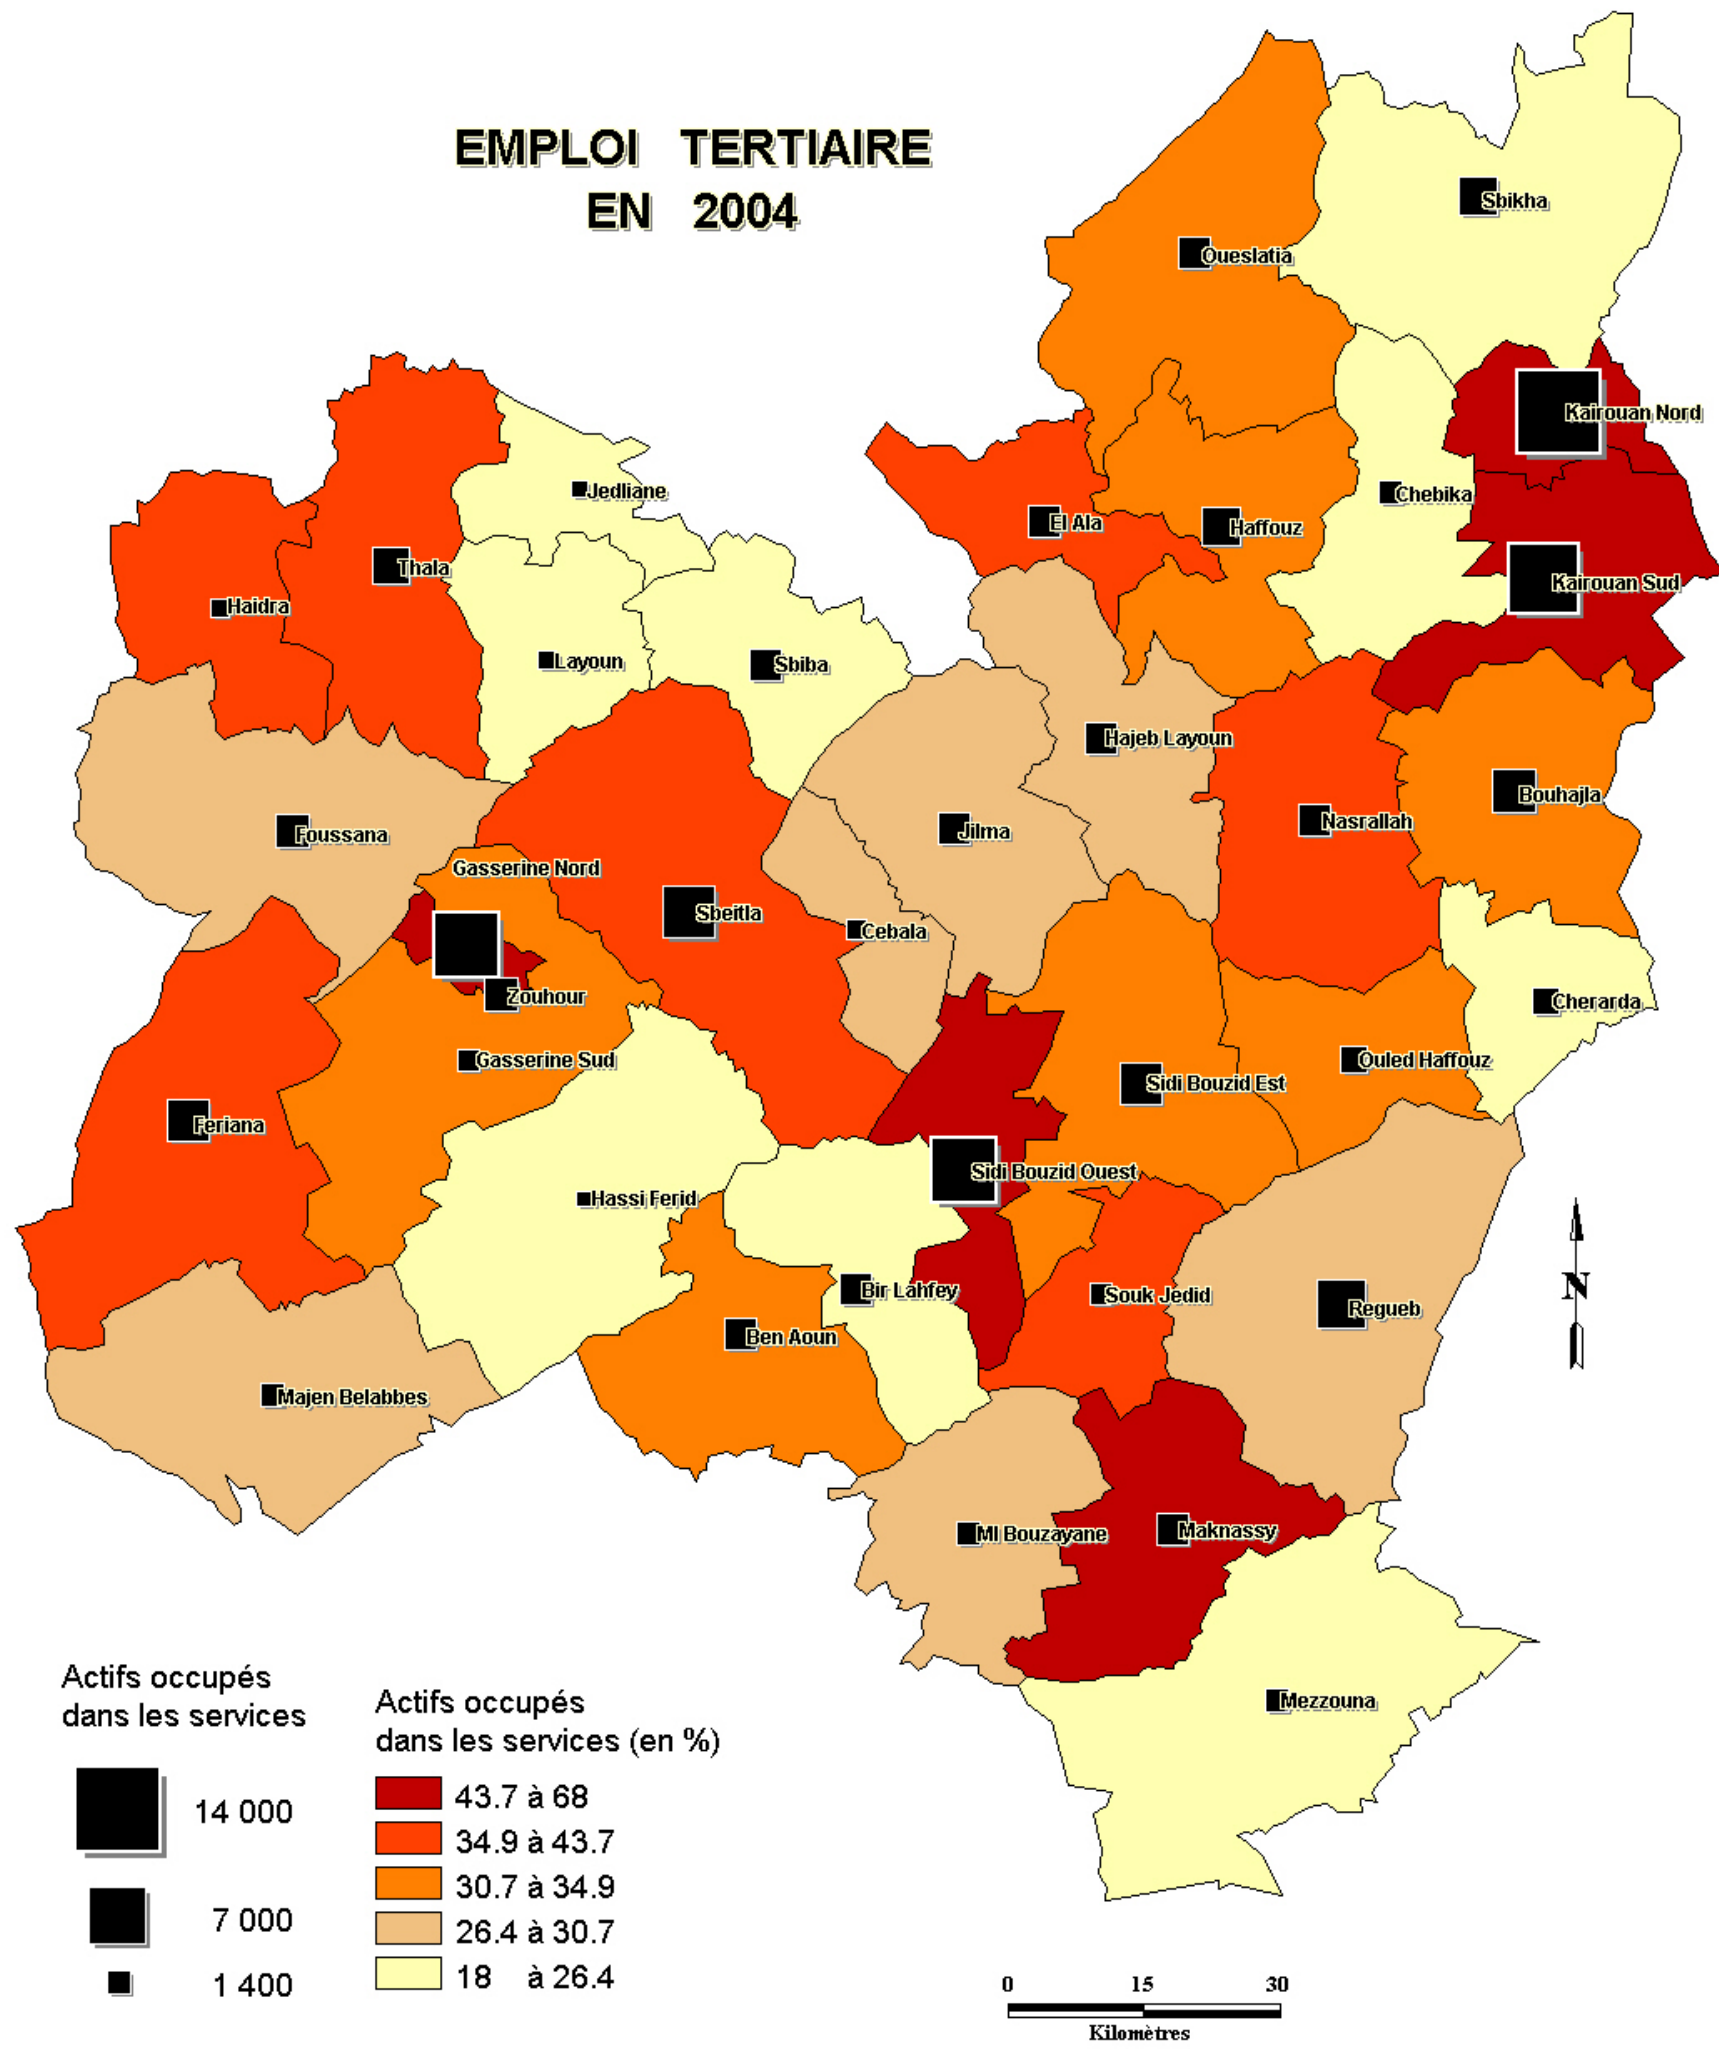 EMPLOI TERTIAIRE
EN 2004
Sbikha
Oueslatia
Kairouan Nord
Jedliane
Chebika
El Ala
Haffouz
Thala
Kairouan Sud
Haidra
Layoun
Sbiba
Hajeb Layoun
Bouhajla
Nasrallah
Jilma
Foussana
Gasserine Nord
Sbeitla
Cebala
Zouhour
Cherarda
Gasserine Sud
Ouled Haffouz
Sidi Bouzid Est
Feriana
Sidi Bouzid Ouest
Hassi Ferid
Bir Lahfey
Souk Jedid
Regueb
N
Ben Aoun
Majen Belabbes
Ml Bouzayane
Maknassy
Mezzouna
Actifs occupés
dans les services
14 000
7 000
1 400
Actifs occupés
dans les services (en %)
43.7 à 68
34.9 à 43.7
30.7 à 34.9
26.4 à 30.7
18 à 26.4
0 15 30
Kilomètres